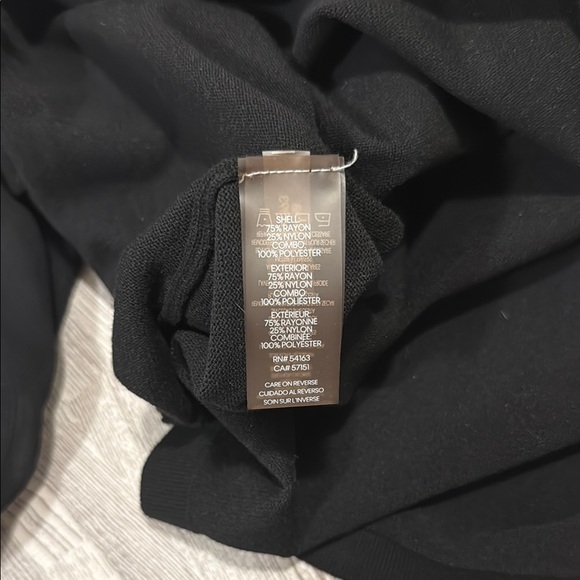 SHELL
75% RAYON
25% NYLON
COMBO
100% POLYESTER
EXTERIOR
75% RAYON
25% NYLON
COMBO
100% POLIESTER
EXTÉRIEUR
75% RAYONNE
25% NYLON
COMBINÉE
100% POLYESTER
RN# 54163
CA# 57151
CARE ON REVERSE
CUIDADO AL REVERSO
SOIN SUR L'INVERSE